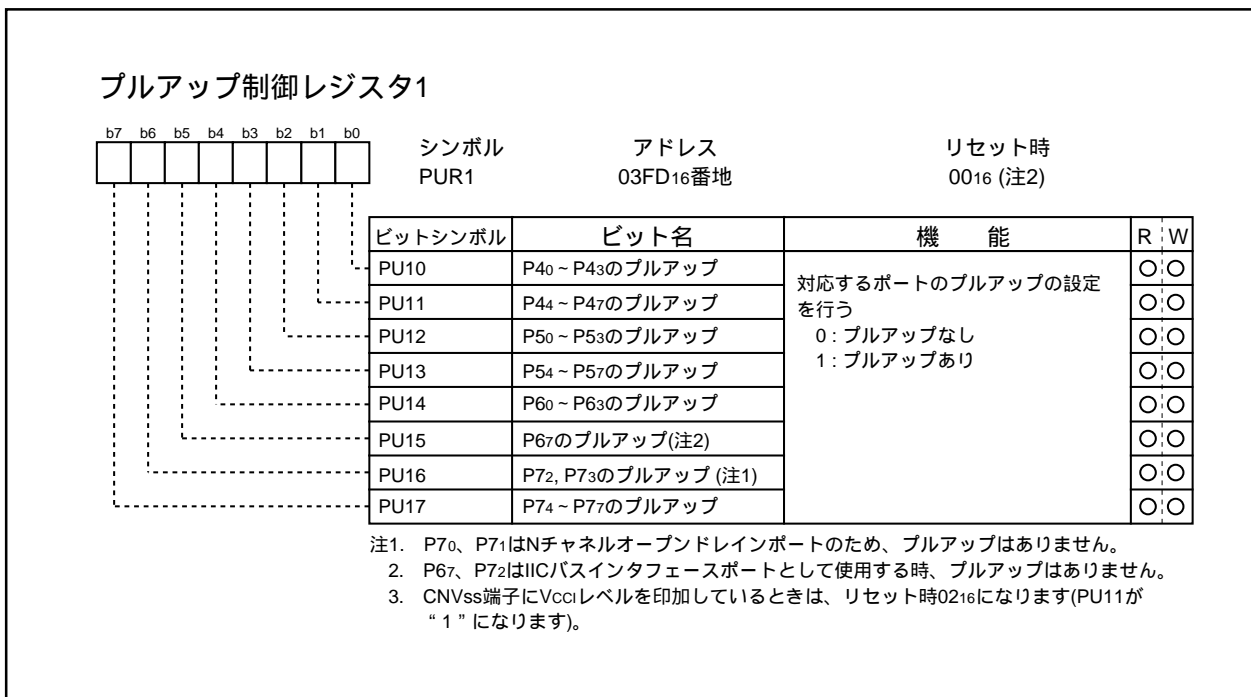 プルアップ制御レジスタ1
b7 b6 b5 b4 b3 b2 b1 b0
シンボル アドレス リセット時
PUR1 03FD16番地 0016 (注2)
ビットシンボル ビット名 機 能 R W
PU10 P40 ~ P43のプルアップ 対応するポートのプルアップの設定を行う 0 : プルアップなし 1 : プルアップあり ○ ○
PU11 P44 ~ P47のプルアップ ○ ○
PU12 P50 ~ P53のプルアップ ○ ○
PU13 P54 ~ P57のプルアップ ○ ○
PU14 P60 ~ P63のプルアップ ○ ○
PU15 P67のプルアップ(注2) ○ ○
PU16 P72, P73のプルアップ (注1) ○ ○
PU17 P74 ~ P77のプルアップ ○ ○
注1. P70、P71はNチャネルオープンドレインポートのため、プルアップはありません。
2. P67、P72はIICバスインタフェースポートとして使用する時、プルアップはありません。
3. CNVss端子にVCCIレベルを印加しているときは、リセット時0216になります(PU11が
“ 1 ” になります)。